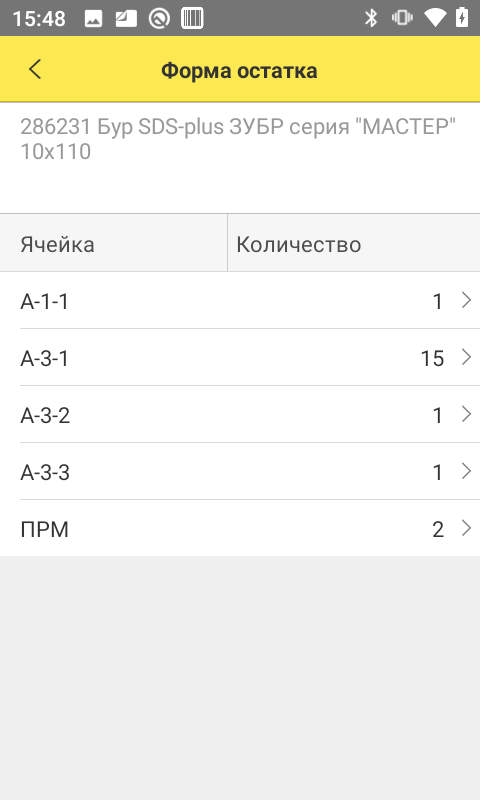 15:48
Форма остатка
286231 Бур SDS-plus ЗУБР серия "МАСТЕР"
10x110
Ячейка Количество
А-1-1 1
А-3-1 15
А-3-2 1
А-3-3 1
ПРМ 2